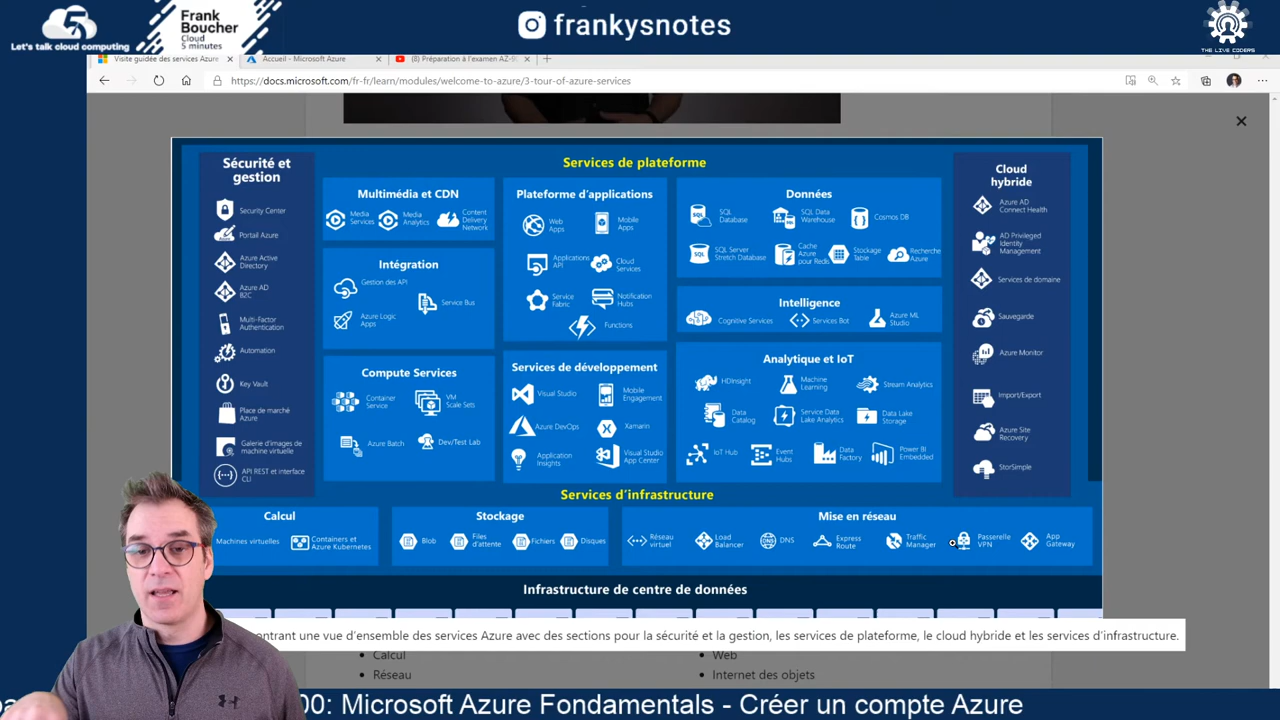 Let's talk cloud computing
Frank
Boucher
Cloud
5 minutes
frankysnotes
THE LIVE CODERS
Visite guidée des services Azure
Accueil - Microsoft Azure
(8) Préparation à l'examen AZ-9
https://docs.microsoft.com/fr-fr/learn/modules/welcome-to-azure/3-tour-of-azure-services
Sécurité et
gestion
Security Center
Portail Azure
Azure Active
Directory
Azure AD
B2C
Multi-Factor
Authentication
Automation
Key Vault
Place de marché
Azure
Galerie d'images de
machine virtuelle
API REST et interface
CLI
Services de plateforme
Multimédia et CDN
Media
Services
Media
Analytics
Content
Delivery
Network
Intégration
Gestion des API
Service Bus
Azure Logic
Apps
Compute Services
Container
Service
VM
Scale Sets
Azure Batch
Dev/Test Lab
Plateforme d'applications
Web
Apps
Mobile
Apps
Applications
API
Cloud
Services
Service
Fabric
Notification
Hubs
Functions
Services de développement
Visual Studio
Mobile
Engagement
Azure DevOps
Xamarin
Application
Insights
Visual Studio
App Center
Données
SQL
Database
SQL Data
Warehouse
Cosmos DB
SQL Server
Stretch Database
Cache
Azure
pour Redis
Stockage
Table
Recherche
Azure
Intelligence
Cognitive Services
Services Bot
Azure ML
Studio
Analytique et IoT
HDInsight
Machine
Learning
Stream Analytics
Data
Catalog
Service Data
Lake Analytics
Data Lake
Storage
IoT Hub
Event
Hubs
Data
Factory
Power BI
Embedded
Cloud
hybride
Azure AD
Connect Health
AD Privileged
Identity
Management
Services de domaine
Sauvegarde
Azure Monitor
Import/Export
Azure Site
Recovery
StorSimple
Services d'infrastructure
Calcul
Machines virtuelles
Containers et
Azure Kubernetes
Stockage
Blob
Files
d'attente
Fichiers
Disques
Mise en réseau
Réseau
virtuel
Load
Balancer
DNS
Express
Route
Traffic
Manager
Passerelle
VPN
App
Gateway
Infrastructure de centre de données
ontrant une vue d'ensemble des services Azure avec des sections pour la sécurité et la gestion, les services de plateforme, le cloud hybride et les services d'infrastructure.
• Calcul
• Web
• Réseau
• Internet des objets
00: Microsoft Azure Fundamentals - Créer un compte Azure